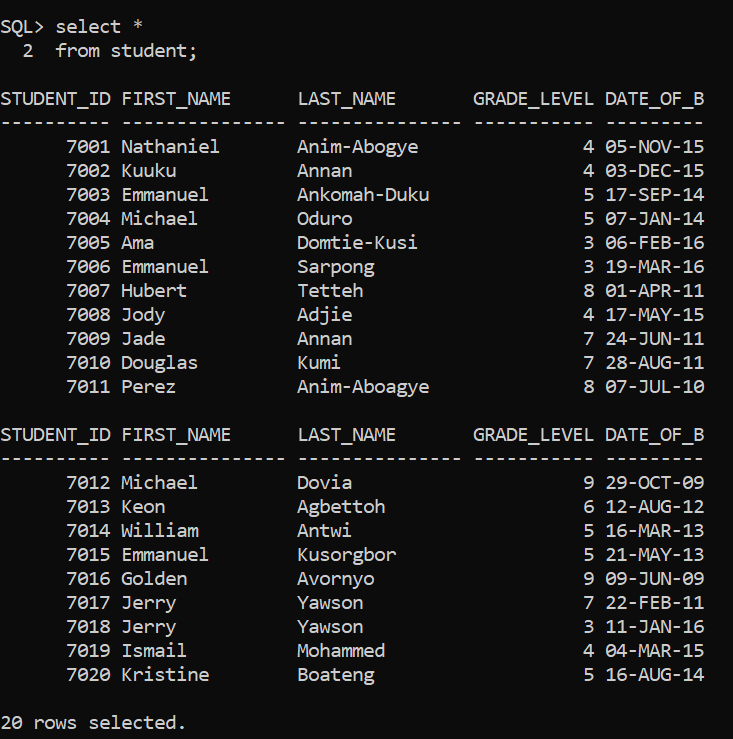 SQL> select *
  2  from student;
STUDENT_ID FIRST_NAME      LAST_NAME       GRADE_LEVEL DATE_OF_B
---------- --------------- --------------- ----------- ---------
      7001 Nathaniel       Anim-Abogye               4 05-NOV-15
      7002 Kuuku           Annan                     4 03-DEC-15
      7003 Emmanuel        Ankomah-Duku              5 17-SEP-14
      7004 Michael         Oduro                     5 07-JAN-14
      7005 Ama             Domtie-Kusi               3 06-FEB-16
      7006 Emmanuel        Sarpong                   3 19-MAR-16
      7007 Hubert          Tetteh                    8 01-APR-11
      7008 Jody            Adjie                     4 17-MAY-15
      7009 Jade            Annan                     7 24-JUN-11
      7010 Douglas         Kumi                      7 28-AUG-11
      7011 Perez           Anim-Aboagye              8 07-JUL-10
STUDENT_ID FIRST_NAME      LAST_NAME       GRADE_LEVEL DATE_OF_B
---------- --------------- --------------- ----------- ---------
      7012 Michael         Dovia                     9 29-OCT-09
      7013 Keon            Agbettoh                  6 12-AUG-12
      7014 William         Antwi                     5 16-MAR-13
      7015 Emmanuel        Kusorgbor                 5 21-MAY-13
      7016 Golden          Avornyo                   9 09-JUN-09
      7017 Jerry           Yawson                    7 22-FEB-11
      7018 Jerry           Yawson                    3 11-JAN-16
      7019 Ismail          Mohammed                  4 04-MAR-15
      7020 Kristine        Boateng                   5 16-AUG-14
20 rows selected.